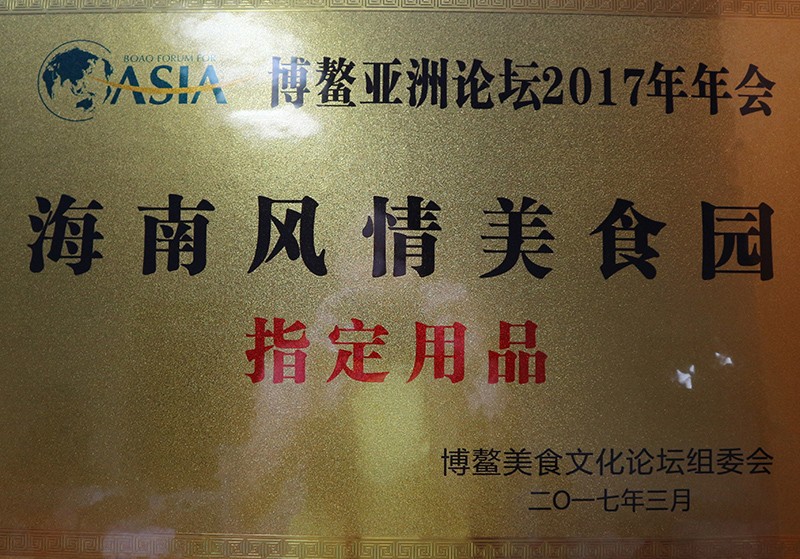 BOAO FORUM FOR
ASIA
博鳌亚洲论坛2017年年会
海南风情美食园
指定用品
博鳌美食文化论坛组委会
二〇一七年三月